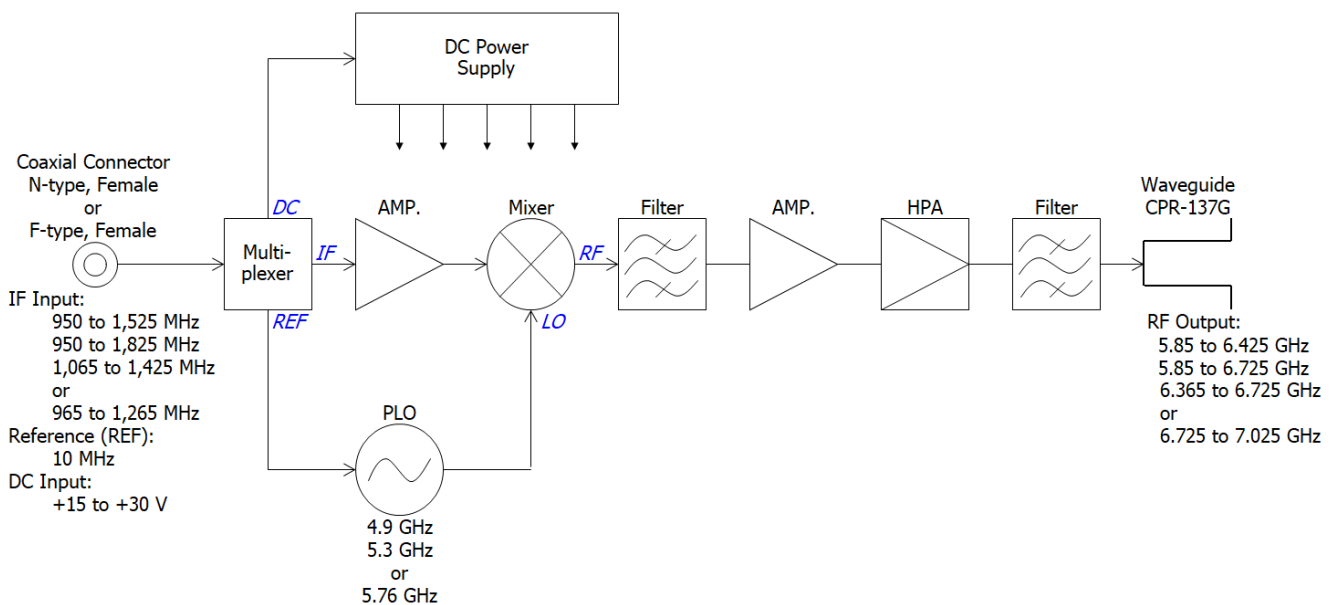 DC Power
Supply
Coaxial Connector
N-type, Female
or
F-type, Female
IF Input:
950 to 1,525 MHz
950 to 1,825 MHz
1,065 to 1,425 MHz
or
965 to 1,265 MHz
Reference (REF):
10 MHz
DC Input:
+15 to +30 V
DC
Multi-
plexer
IF
REF
AMP.
Mixer
RF
LO
PLO
4.9 GHz
5.3 GHz
or
5.76 GHz
Filter
AMP.
HPA
Filter
Waveguide
CPR-137G
RF Output:
5.85 to 6.425 GHz
5.85 to 6.725 GHz
6.365 to 6.725 GHz
or
6.725 to 7.025 GHz